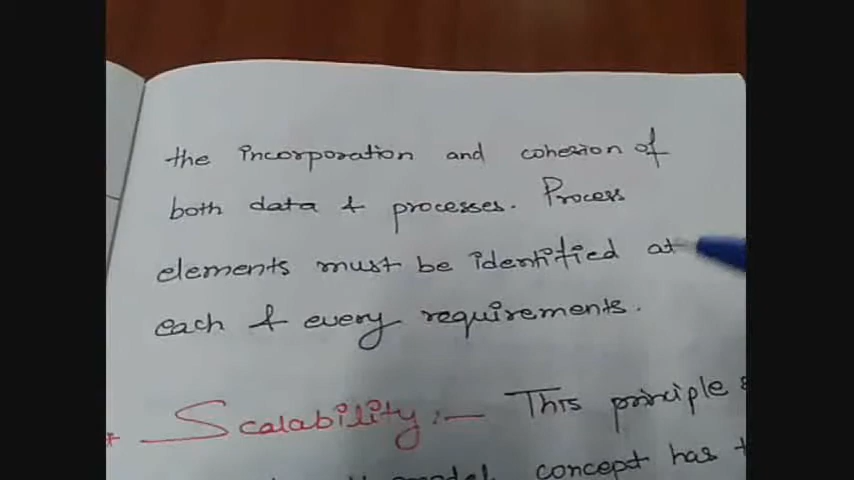 the incorporation and cohesion of
both data & processes. Process
elements must be identified at
each & every requirements.
* Scalability :— This principle
model concept has